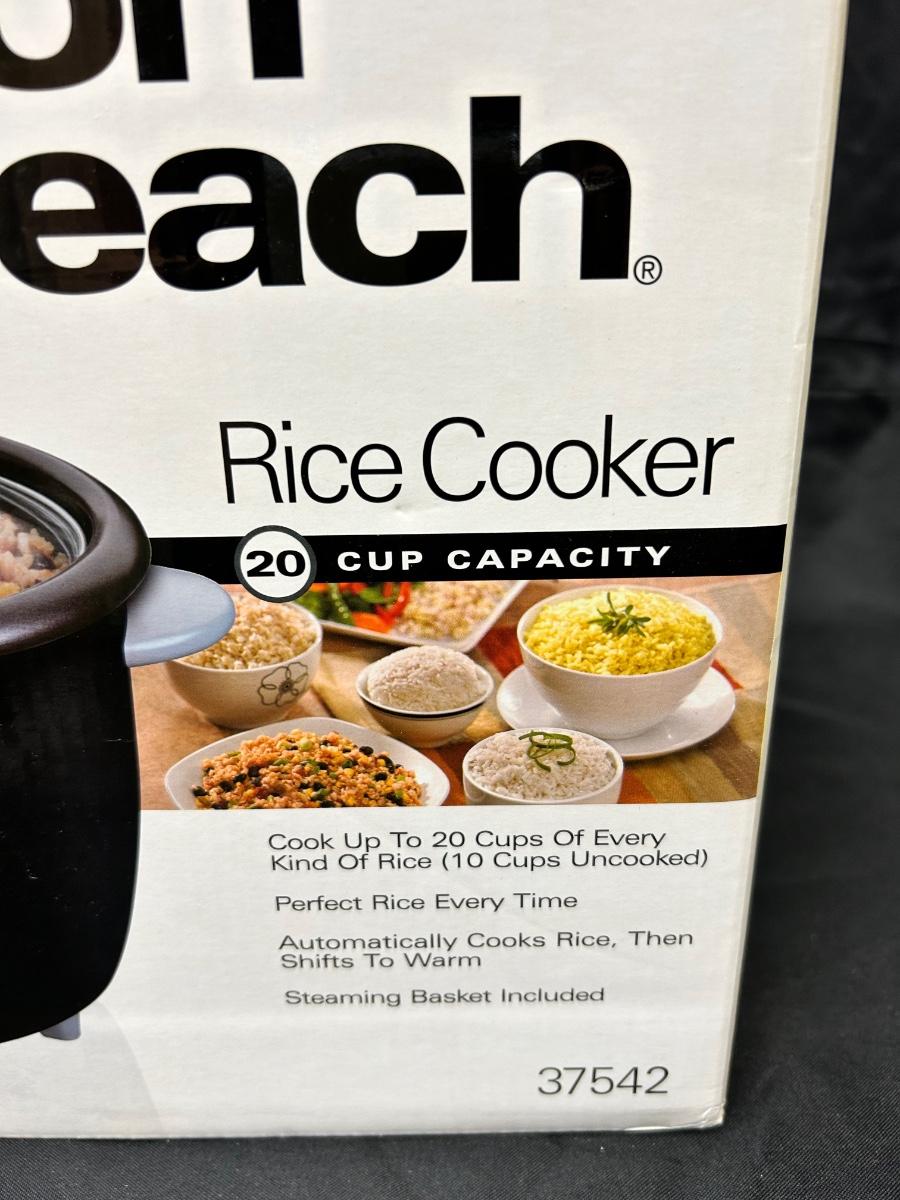 on
each®
Rice Cooker
20 CUP CAPACITY
Cook Up To 20 Cups Of Every
Kind Of Rice (10 Cups Uncooked)
Perfect Rice Every Time
Automatically Cooks Rice, Then
Shifts To Warm
Steaming Basket Included
37542